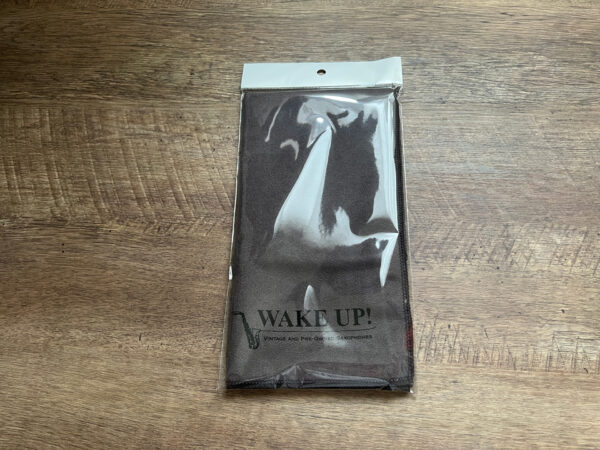 WAKE UP!
Vintage and Pre-Owned Saxophones